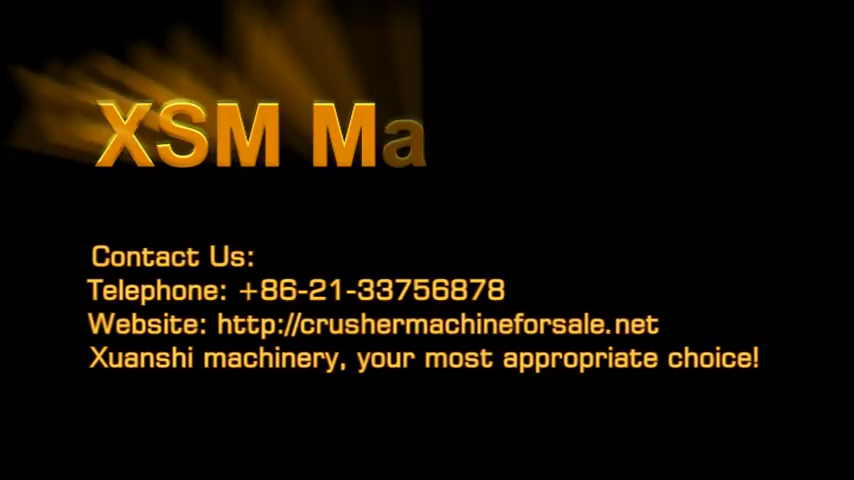 XSM Ma
Contact Us:
Telephone: +86-21-33756878
Website: http://crushermachineforsale.net
Xuanshi machinery, your most appropriate choice!